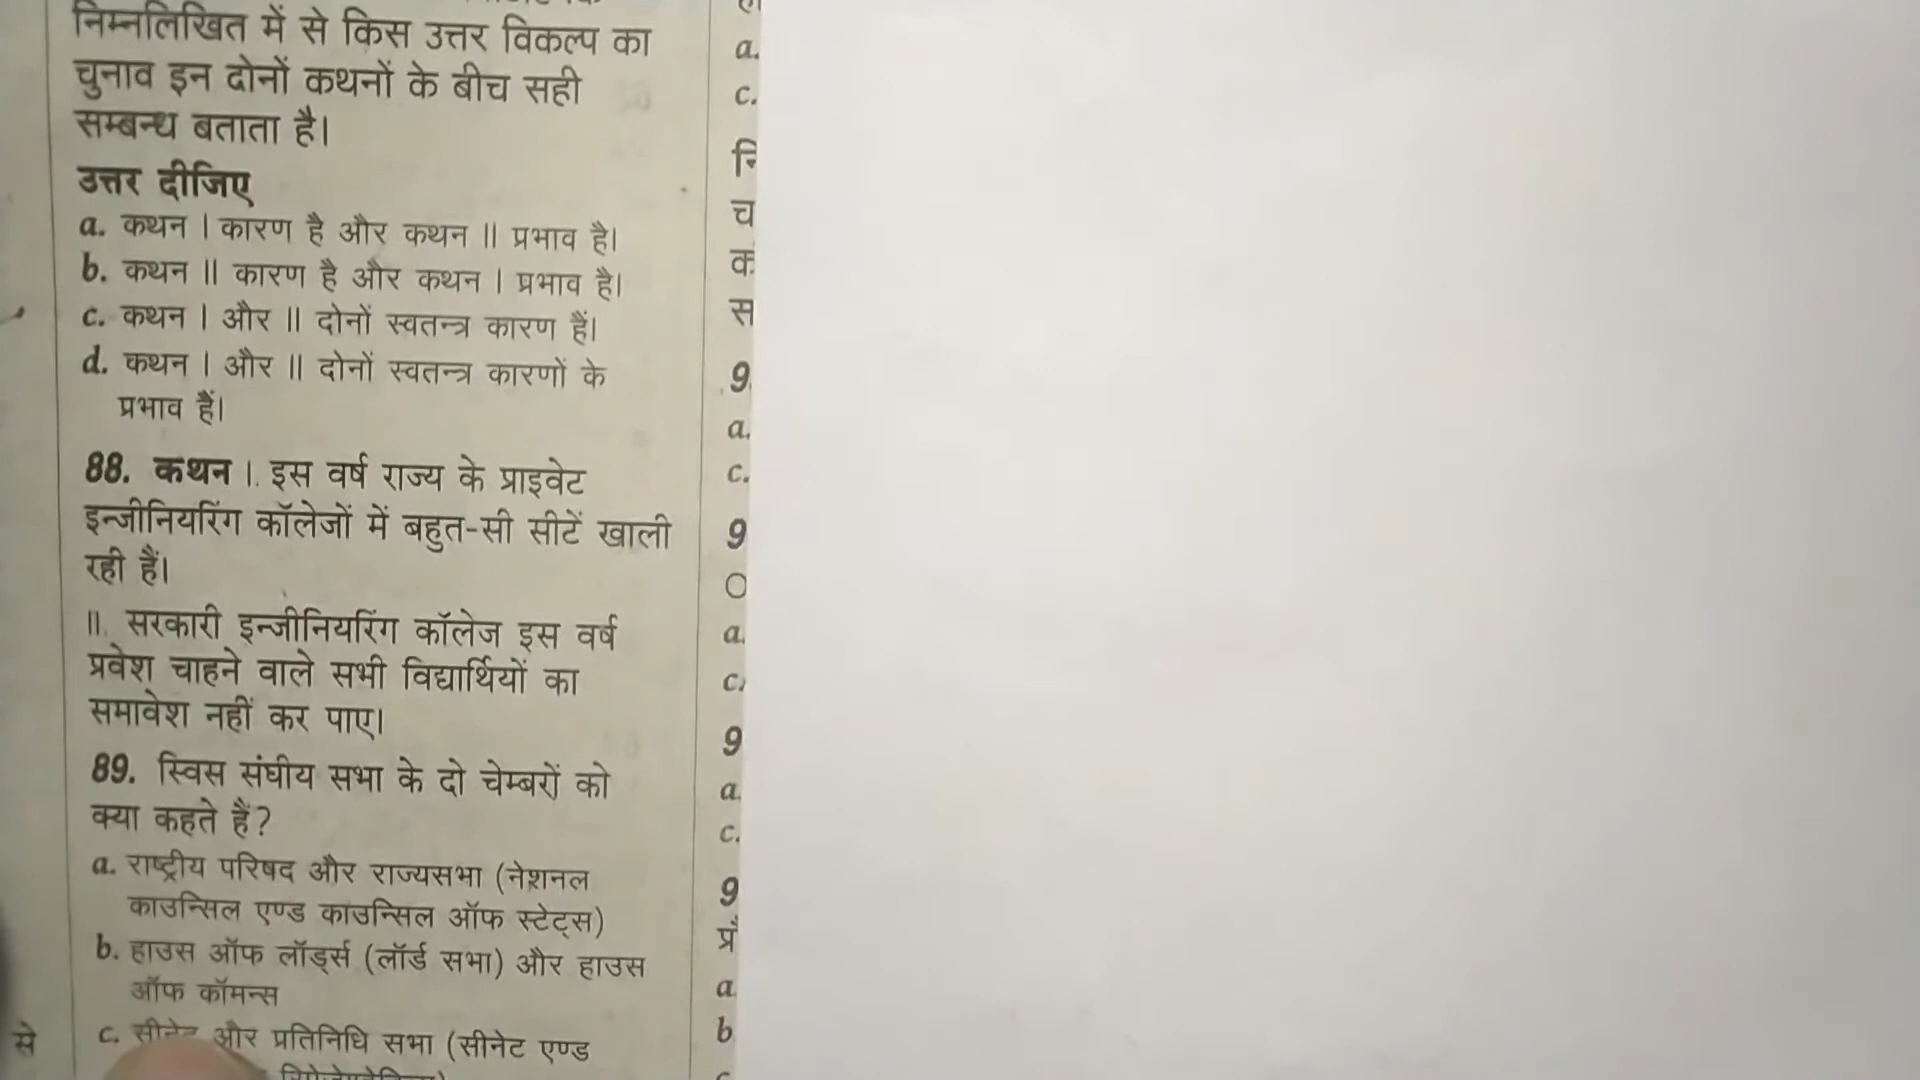 निम्नलिखित में से किस उत्तर विकल्प का
चुनाव इन दोनों कथनों के बीच सही
सम्बन्ध बताता है।
उत्तर दीजिए
a. कथन I कारण है और कथन II प्रभाव है।
b. कथन II कारण है और कथन I प्रभाव है।
c. कथन I और II दोनों स्वतन्त्र कारण हैं।
d. कथन I और II दोनों स्वतन्त्र कारणों के
प्रभाव हैं।
88. कथन I. इस वर्ष राज्य के प्राइवेट
इन्जीनियरिंग कॉलेजों में बहुत-सी सीटें खाली
रही हैं।
II. सरकारी इन्जीनियरिंग कॉलेज इस वर्ष
प्रवेश चाहने वाले सभी विद्यार्थियों का
समावेश नहीं कर पाए।
89. स्विस संघीय सभा के दो चेम्बरों को
क्या कहते हैं?
a. राष्ट्रीय परिषद और राज्यसभा (नेशनल
काउन्सिल एण्ड काउन्सिल ऑफ स्टेट्स)
b. हाउस ऑफ लॉर्ड्स (लॉर्ड सभा) और हाउस
ऑफ कॉमन्स
c. सीनेट और प्रतिनिधि सभा (सीनेट एण्ड
से
a.
c.
नि
च
स
9
a.
c.
9
a.
c.
9
a
c.
9
प्रं
a
b